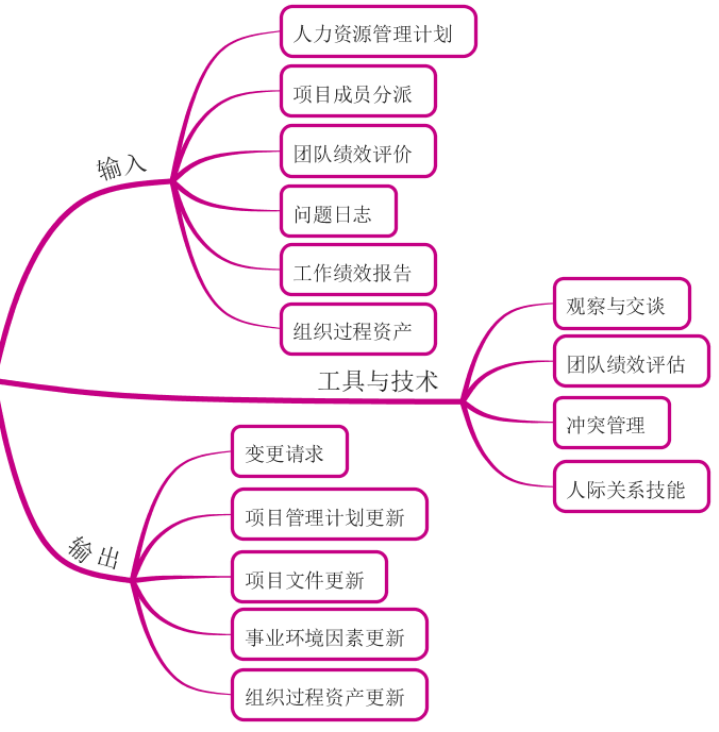 输入
人力资源管理计划
项目成员分派
团队绩效评价
问题日志
工作绩效报告
组织过程资产
工具与技术
观察与交谈
团队绩效评估
冲突管理
人际关系技能
输出
变更请求
项目管理计划更新
项目文件更新
事业环境因素更新
组织过程资产更新